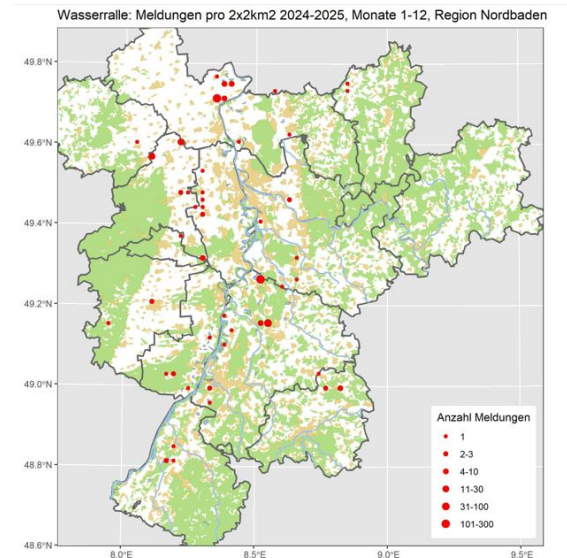 Wasserralle: Meldungen pro 2x2km2 2024-2025, Monate 1-12, Region Nordbaden
49.8°N
49.6°N
49.4°N
49.2°N
49.0°N
48.8°N
48.6°N
Anzahl Meldungen
1
2-3
4-10
11-30
31-100
101-300
8.0°E
8.5°E
9.0°E
9.5°E